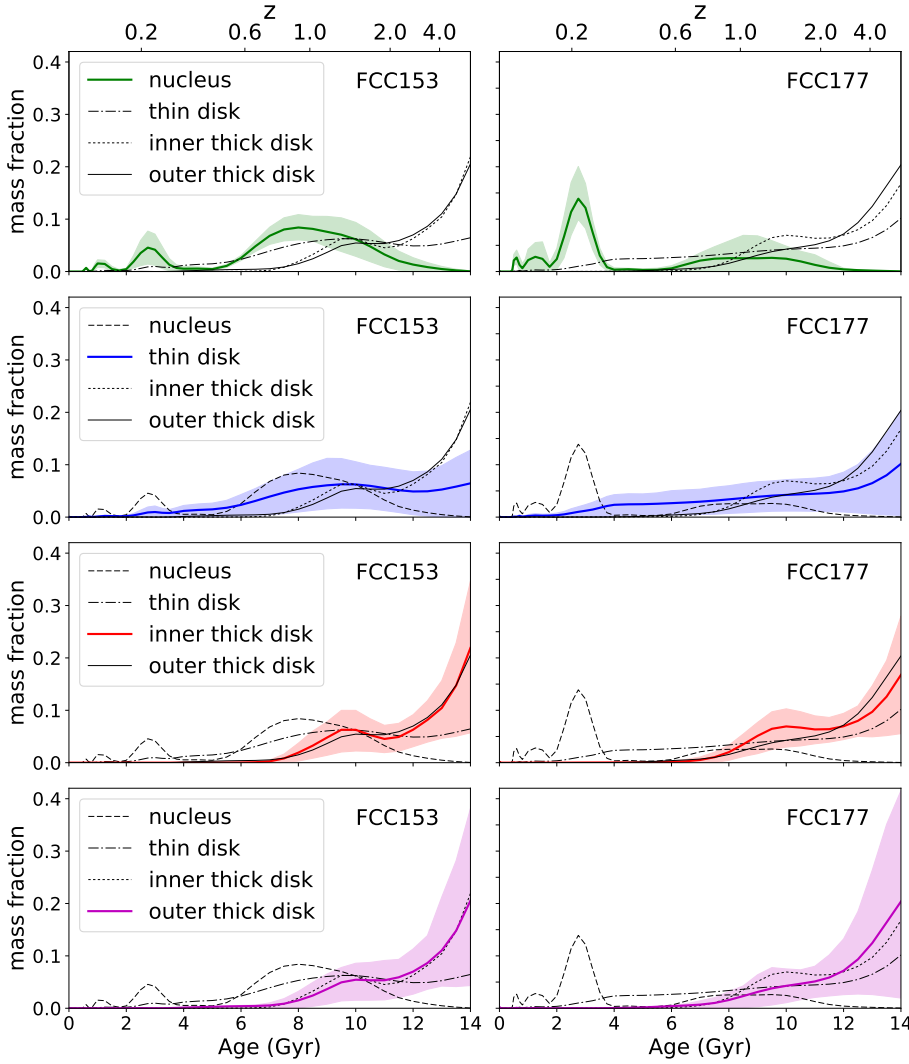 z
z
0.2 0.6 1.0 2.0 4.0
0.2 0.6 1.0 2.0 4.0
mass fraction
0.4
0.3
0.2
0.1
0.0
nucleus
thin disk
inner thick disk
outer thick disk
FCC153
FCC177
mass fraction
0.4
0.3
0.2
0.1
0.0
nucleus
thin disk
inner thick disk
outer thick disk
FCC153
FCC177
mass fraction
0.4
0.3
0.2
0.1
0.0
nucleus
thin disk
inner thick disk
outer thick disk
FCC153
FCC177
mass fraction
0.4
0.3
0.2
0.1
0.0
nucleus
thin disk
inner thick disk
outer thick disk
FCC153
FCC177
0 2 4 6 8 10 12 14
0 2 4 6 8 10 12 14
Age (Gyr)
Age (Gyr)